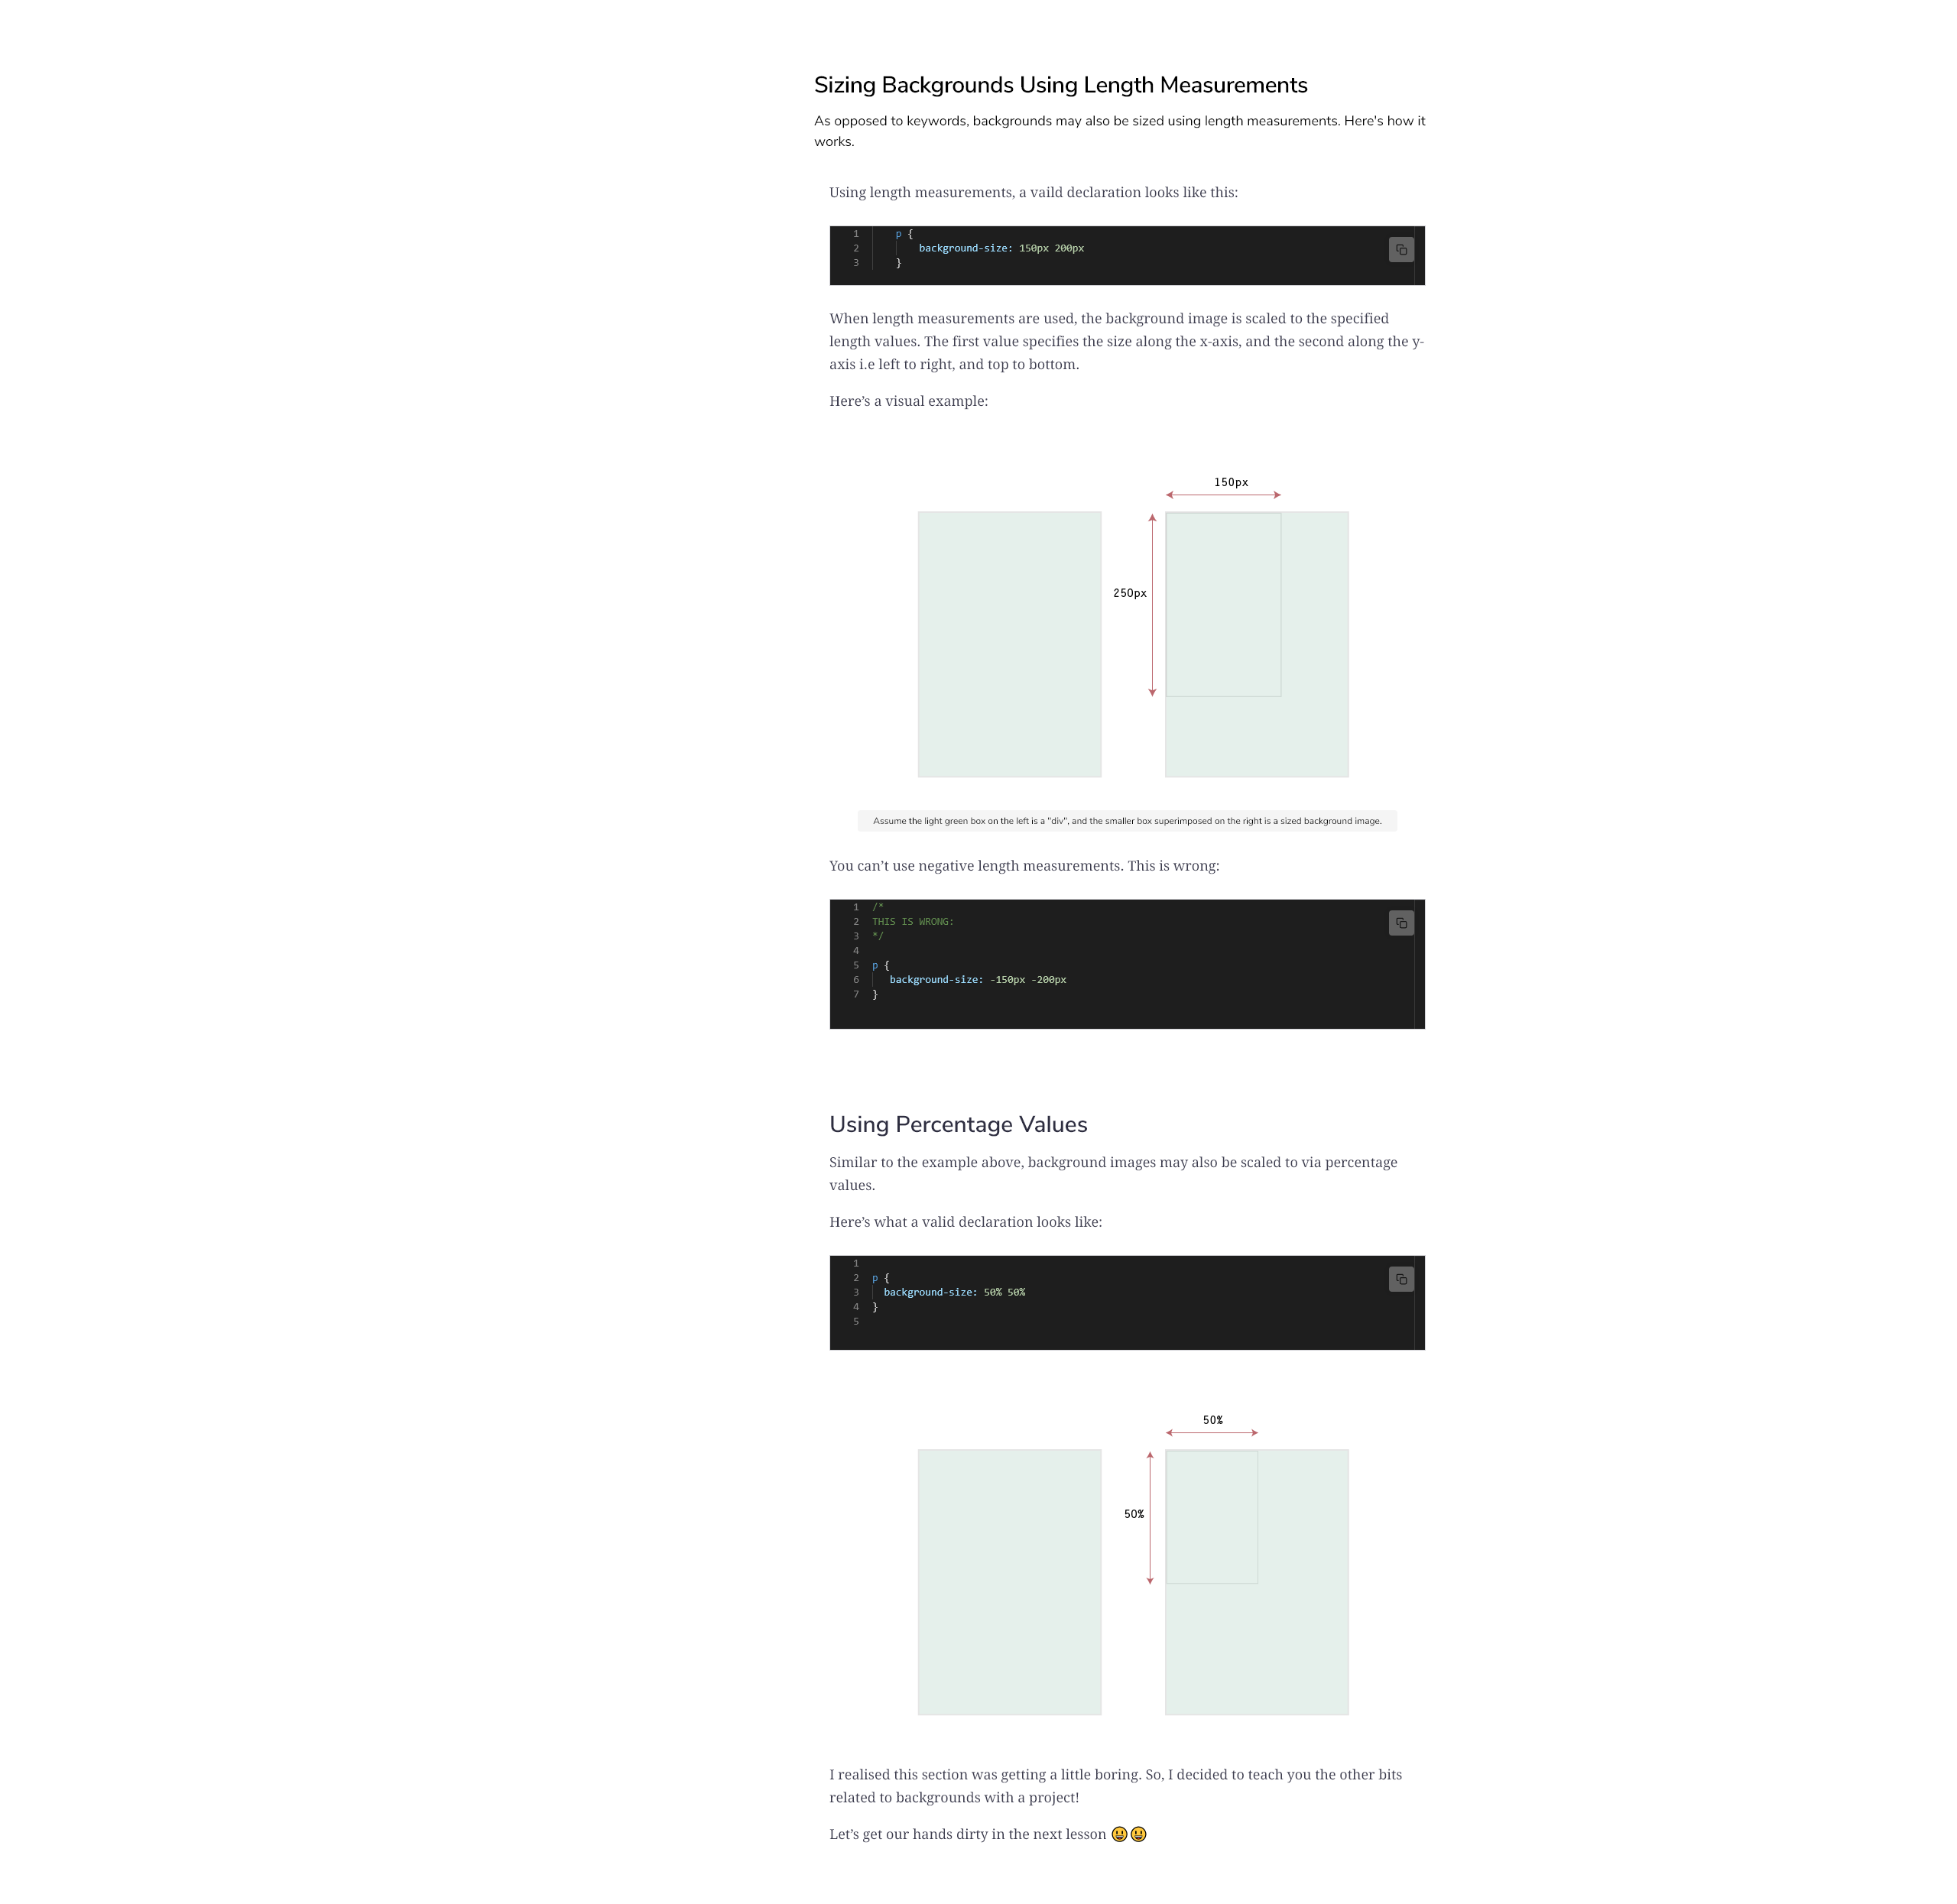 Sizing Backgrounds Using Length Measurements
As opposed to keywords, backgrounds may also be sized using length measurements. Here's how it
works.
Using length measurements, a vaild declaration looks like this:
1 p {
2 background-size: 150px 200px
3 }
When length measurements are used, the background image is scaled to the specified
length values. The first value specifies the size along the x-axis, and the second along the y-
axis i.e left to right, and top to bottom.
Here’s a visual example:
150px
250px
Assume the light green box on the left is a "div", and the smaller box superimposed on the right is a sized background image.
You can’t use negative length measurements. This is wrong:
1 /*
2 THIS IS WRONG:
3 */
4
5 p {
6 background-size: -150px -200px
7 }
Using Percentage Values
Similar to the example above, background images may also be scaled to via percentage
values.
Here’s what a valid declaration looks like:
1
2 p {
3 background-size: 50% 50%
4 }
5
50%
50%
I realised this section was getting a little boring. So, I decided to teach you the other bits
related to backgrounds with a project!
Let’s get our hands dirty in the next lesson 😃😃